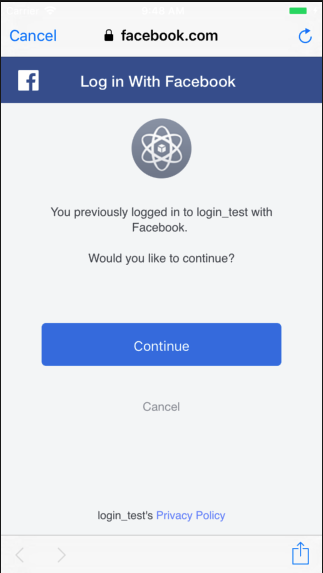 Cancel facebook.com
Log in With Facebook
You previously logged in to login_test with
Facebook.
Would you like to continue?
Continue
Cancel
login_test's Privacy Policy